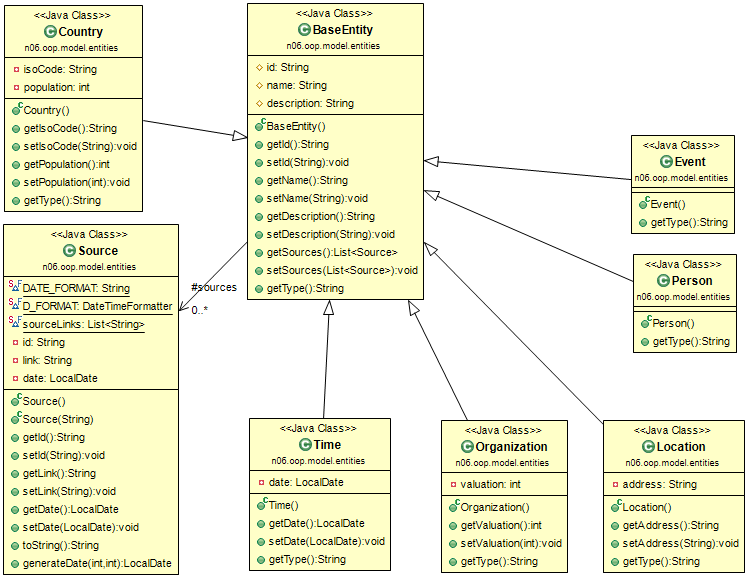 <<Java Class>>
Country
n06.oop.model.entities
isoCode: String
population: int
Country()
getIsoCode():String
setIsoCode(String):void
getPopulation():int
setPopulation(int):void
getType():String
<<Java Class>>
BaseEntity
n06.oop.model.entities
id: String
name: String
description: String
BaseEntity()
getId():String
setId(String):void
getName():String
setName(String):void
getDescription():String
setDescription(String):void
getSources():List<Source>
setSources(List<Source>):void
getType():String
<<Java Class>>
Event
n06.oop.model.entities
Event()
getType():String
<<Java Class>>
Source
n06.oop.model.entities
DATE_FORMAT: String
D_FORMAT: DateTimeFormatter
sourceLinks: List<String>
id: String
link: String
date: LocalDate
Source()
Source(String)
getId():String
setId(String):void
getLink():String
setLink(String):void
getDate():LocalDate
setDate(LocalDate):void
toString():String
generateDate(int,int):LocalDate
#sources
0..*
<<Java Class>>
Person
n06.oop.model.entities
Person()
getType():String
<<Java Class>>
Time
n06.oop.model.entities
date: LocalDate
Time()
getDate():LocalDate
setDate(LocalDate):void
getType():String
<<Java Class>>
Organization
n06.oop.model.entities
valuation: int
Organization()
getValuation():int
setValuation(int):void
getType():String
<<Java Class>>
Location
n06.oop.model.entities
address: String
Location()
getAddress():String
setAddress(String):void
getType():String